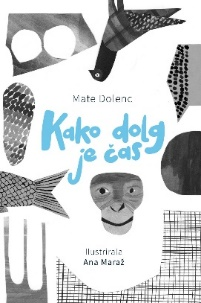 Mate Dolenc
Kako dolg
je čas
Ilustrirala
Ana Maraž